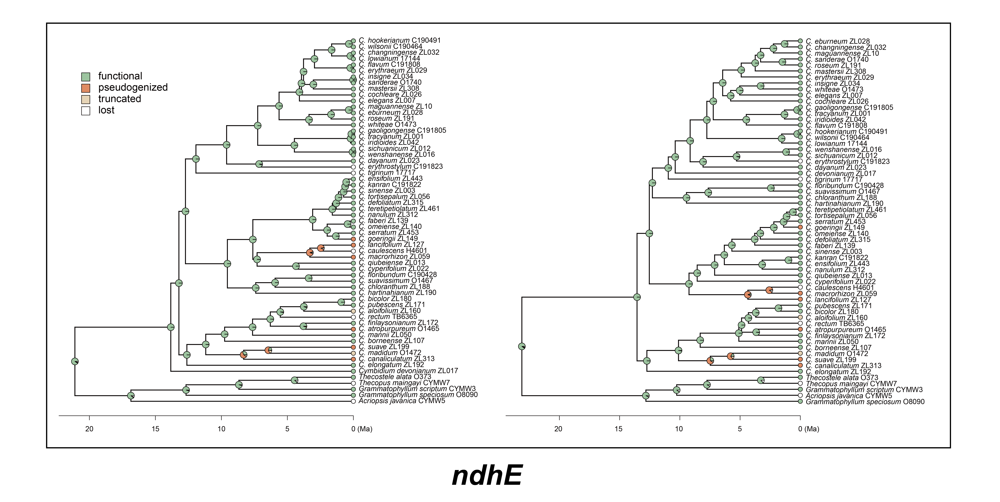 functional
pseudogenized
truncated
lost
C. hookerianum C190491
C. wilsonii C190464
C. changningense ZL032
C. lowianum 17144
C. flavum C191808
C. erythraeum ZL029
C. insigne ZL034
C. sanderae O1740
C. mastersii ZL308
C. cochleare ZL026
C. elegans ZL007
C. maguannense ZL10
C. eburneum ZL028
C. roseum ZL191
C. whiteae O1473
C. gaoligongense C191805
C. tracyanum ZL001
C. iridioides ZL042
C. sichuanicum ZL012
C. wenshanense ZL016
C. dayanum ZL023
C. erythrostylum C191823
C. tigrinum 17717
C. ensifolium ZL443
C. kanran C191822
C. sinense ZL003
C. tortisepalum ZL056
C. defoliatum ZL315
C. teretipetiolatum ZL461
C. nanulum ZL312
C. faberi ZL139
C. omeiense ZL140
C. serratum ZL453
C. goeringii ZL149
C. lancifolium ZL127
C. caulescens H4601
C. macrorhizon ZL059
C. qiubeiense ZL013
C. cyperifolium ZL022
C. floribundum C190428
C. suavissimum O1467
C. chloranthum ZL188
C. hartinahianum ZL190
C. bicolor ZL180
C. pubescens ZL171
C. aloifolium ZL160
C. rectum TB6365
C. finlaysonianum ZL172
C. atropurpureum O1465
C. mannii ZL050
C. borneense ZL107
C. suave ZL199
C. madidum O1472
C. canaliculatum ZL313
C. elongatum ZL192
Cymbidium devonianum ZL017
Thecostele alata O373
Thecopus maingayi CYMW7
Grammatophyllum scriptum CYMW3
Grammatophyllum speciosum O8090
Acriopsis javanica CYMW5
20 15 10 5 0 (Ma)
C. eburneum ZL028
C. changningense ZL032
C. maguannense ZL10
C. sanderae O1740
C. roseum ZL191
C. mastersii ZL308
C. erythraeum ZL029
C. insigne ZL034
C. whiteae O1473
C. elegans ZL007
C. cochleare ZL026
C. gaoligongense C191805
C. tracyanum ZL001
C. iridioides ZL042
C. flavum C191808
C. hookerianum C190491
C. wilsonii C190464
C. lowianum 17144
C. wenshanense ZL016
C. sichuanicum ZL012
C. erythrostylum C191823
C. dayanum ZL023
C. devonianum ZL017
C. tigrinum 17717
C. floribundum C190428
C. suavissimum O1467
C. chloranthum ZL188
C. hartinahianum ZL190
C. teretipetiolatum ZL461
C. tortisepalum ZL056
C. serratum ZL453
C. goeringii ZL149
C. omeiense ZL140
C. defoliatum ZL315
C. faberi ZL139
C. sinense ZL003
C. kanran C191822
C. ensifolium ZL443
C. nanulum ZL312
C. qiubeiense ZL013
C. cyperifolium ZL022
C. caulescens H4601
C. macrorhizon ZL059
C. lancifolium ZL127
C. pubescens ZL171
C. bicolor ZL180
C. aloifolium ZL160
C. rectum TB6365
C. atropurpureum O1465
C. finlaysonianum ZL172
C. mannii ZL050
C. borneense ZL107
C. madidum O1472
C. suave ZL199
C. canaliculatum ZL313
C. elongatum ZL192
Thecostele alata O373
Thecopus maingayi CYMW7
Grammatophyllum scriptum CYMW3
Acriopsis javanica CYMW5
Grammatophyllum speciosum O8090
20 15 10 5 0 (Ma)
ndhE